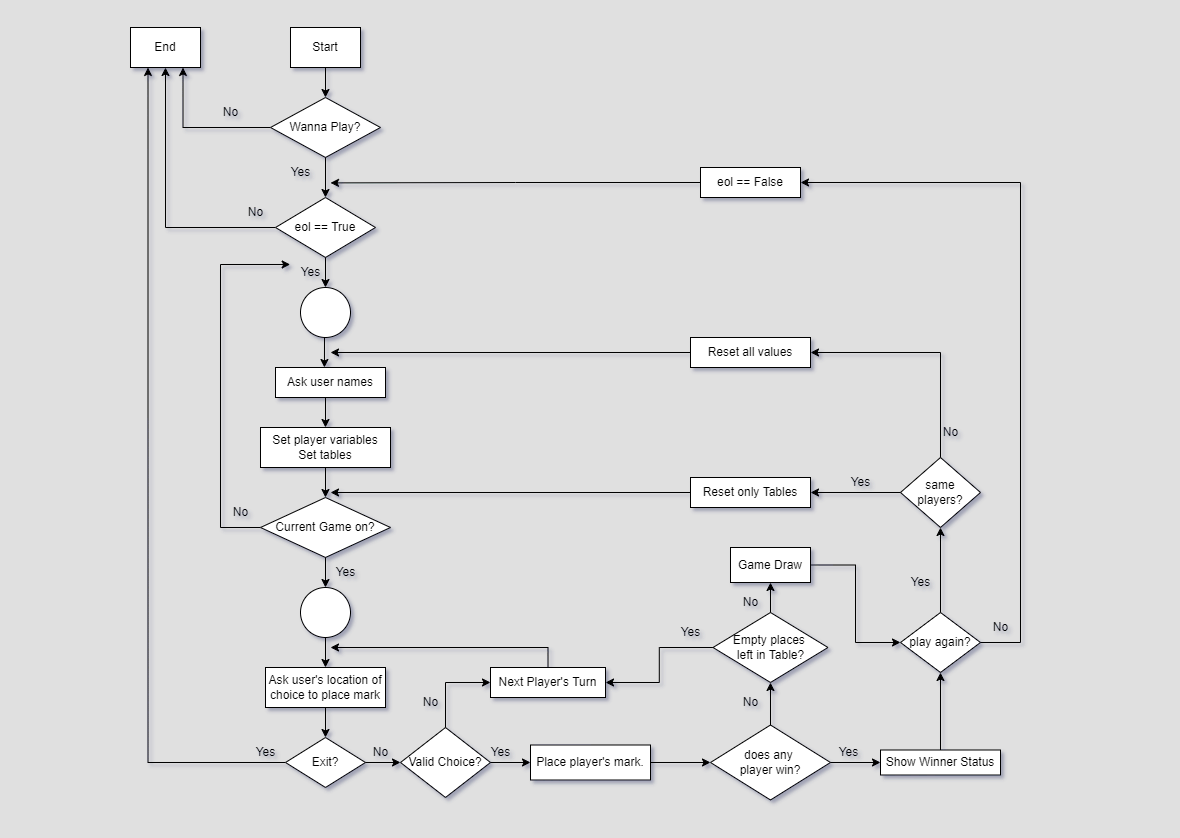 End
Start
No
Wanna Play?
Yes
eol == False
No
eol == True
Yes
Reset all values
Ask user names
No
Set player variables
Set tables
Yes
same
players?
Reset only Tables
No
Current Game on?
Game Draw
Yes
Yes
No
Yes
No
Empty places
left in Table?
play again?
Ask user's location of
choice to place mark
Next Player's Turn
No
No
Yes
No
Yes
Yes
Exit?
Valid Choice?
Place player's mark.
does any
player win?
Show Winner Status